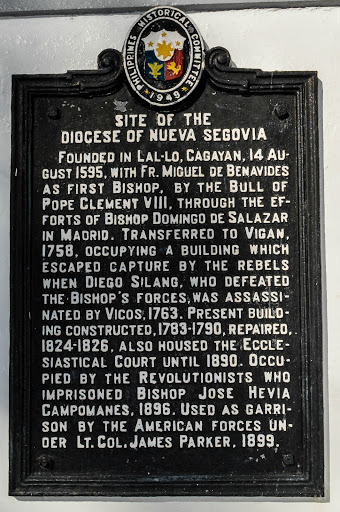 PHILIPPINES HISTORICAL COMMITTEE
1949
SITE OF THE
DIOCESE OF NUEVA SEGOVIA
FOUNDED IN LAL-LO, CAGAYAN, 14 AU-
GUST 1595, WITH FR. MIGUEL DE BENAVIDES
AS FIRST BISHOP, BY THE BULL OF
POPE CLEMENT VIII, THROUGH THE EF-
FORTS OF BISHOP DOMINGO DE SALAZAR
IN MADRID. TRANSFERRED TO VIGAN,
1758, OCCUPYING A BUILDING WHICH
ESCAPED CAPTURE BY THE REBELS
WHEN DIEGO SILANG, WHO DEFEATED
THE BISHOP'S FORCES, WAS ASSASSI-
NATED BY VICOS, 1763. PRESENT BUILD-
ING CONSTRUCTED, 1783-1790, REPAIRED,
1824-1826, ALSO HOUSED THE ECCLE-
SIASTICAL COURT UNTIL 1890. OCCU-
PIED BY THE REVOLUTIONISTS WHO
IMPRISONED BISHOP JOSE HEVIA
CAMPOMANES, 1896. USED AS GARRI-
SON BY THE AMERICAN FORCES UN-
DER LT. COL. JAMES PARKER, 1899.